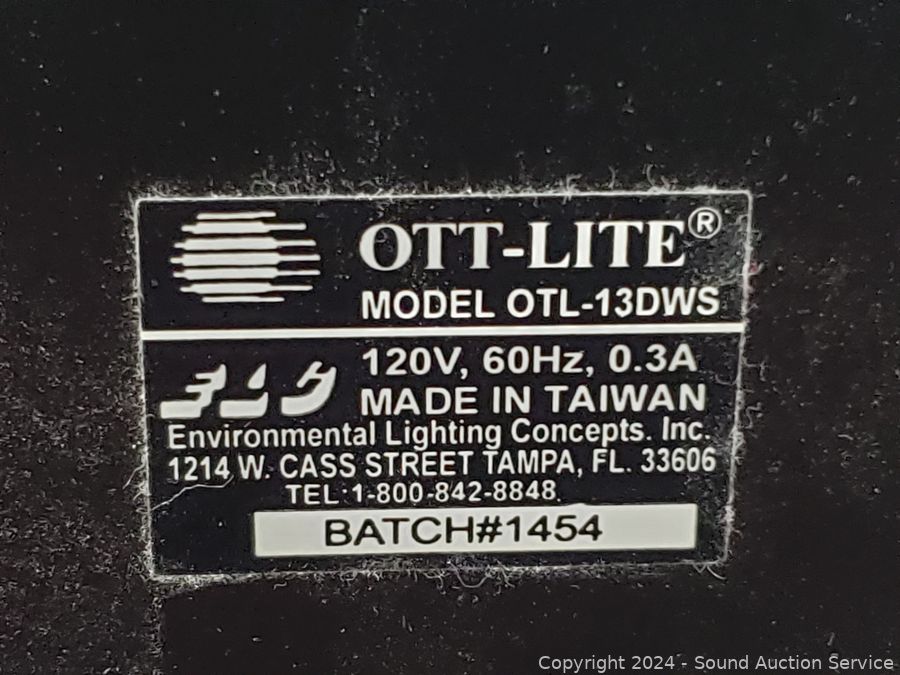 OTT-LITE®
MODEL OTL-13DWS
120V, 60Hz, 0.3A
MADE IN TAIWAN
Environmental Lighting Concepts. Inc.
1214 W. CASS STREET TAMPA, FL. 33606
TEL:1-800-842-8848
BATCH#1454
Copyright 2024 - Sound Auction Service